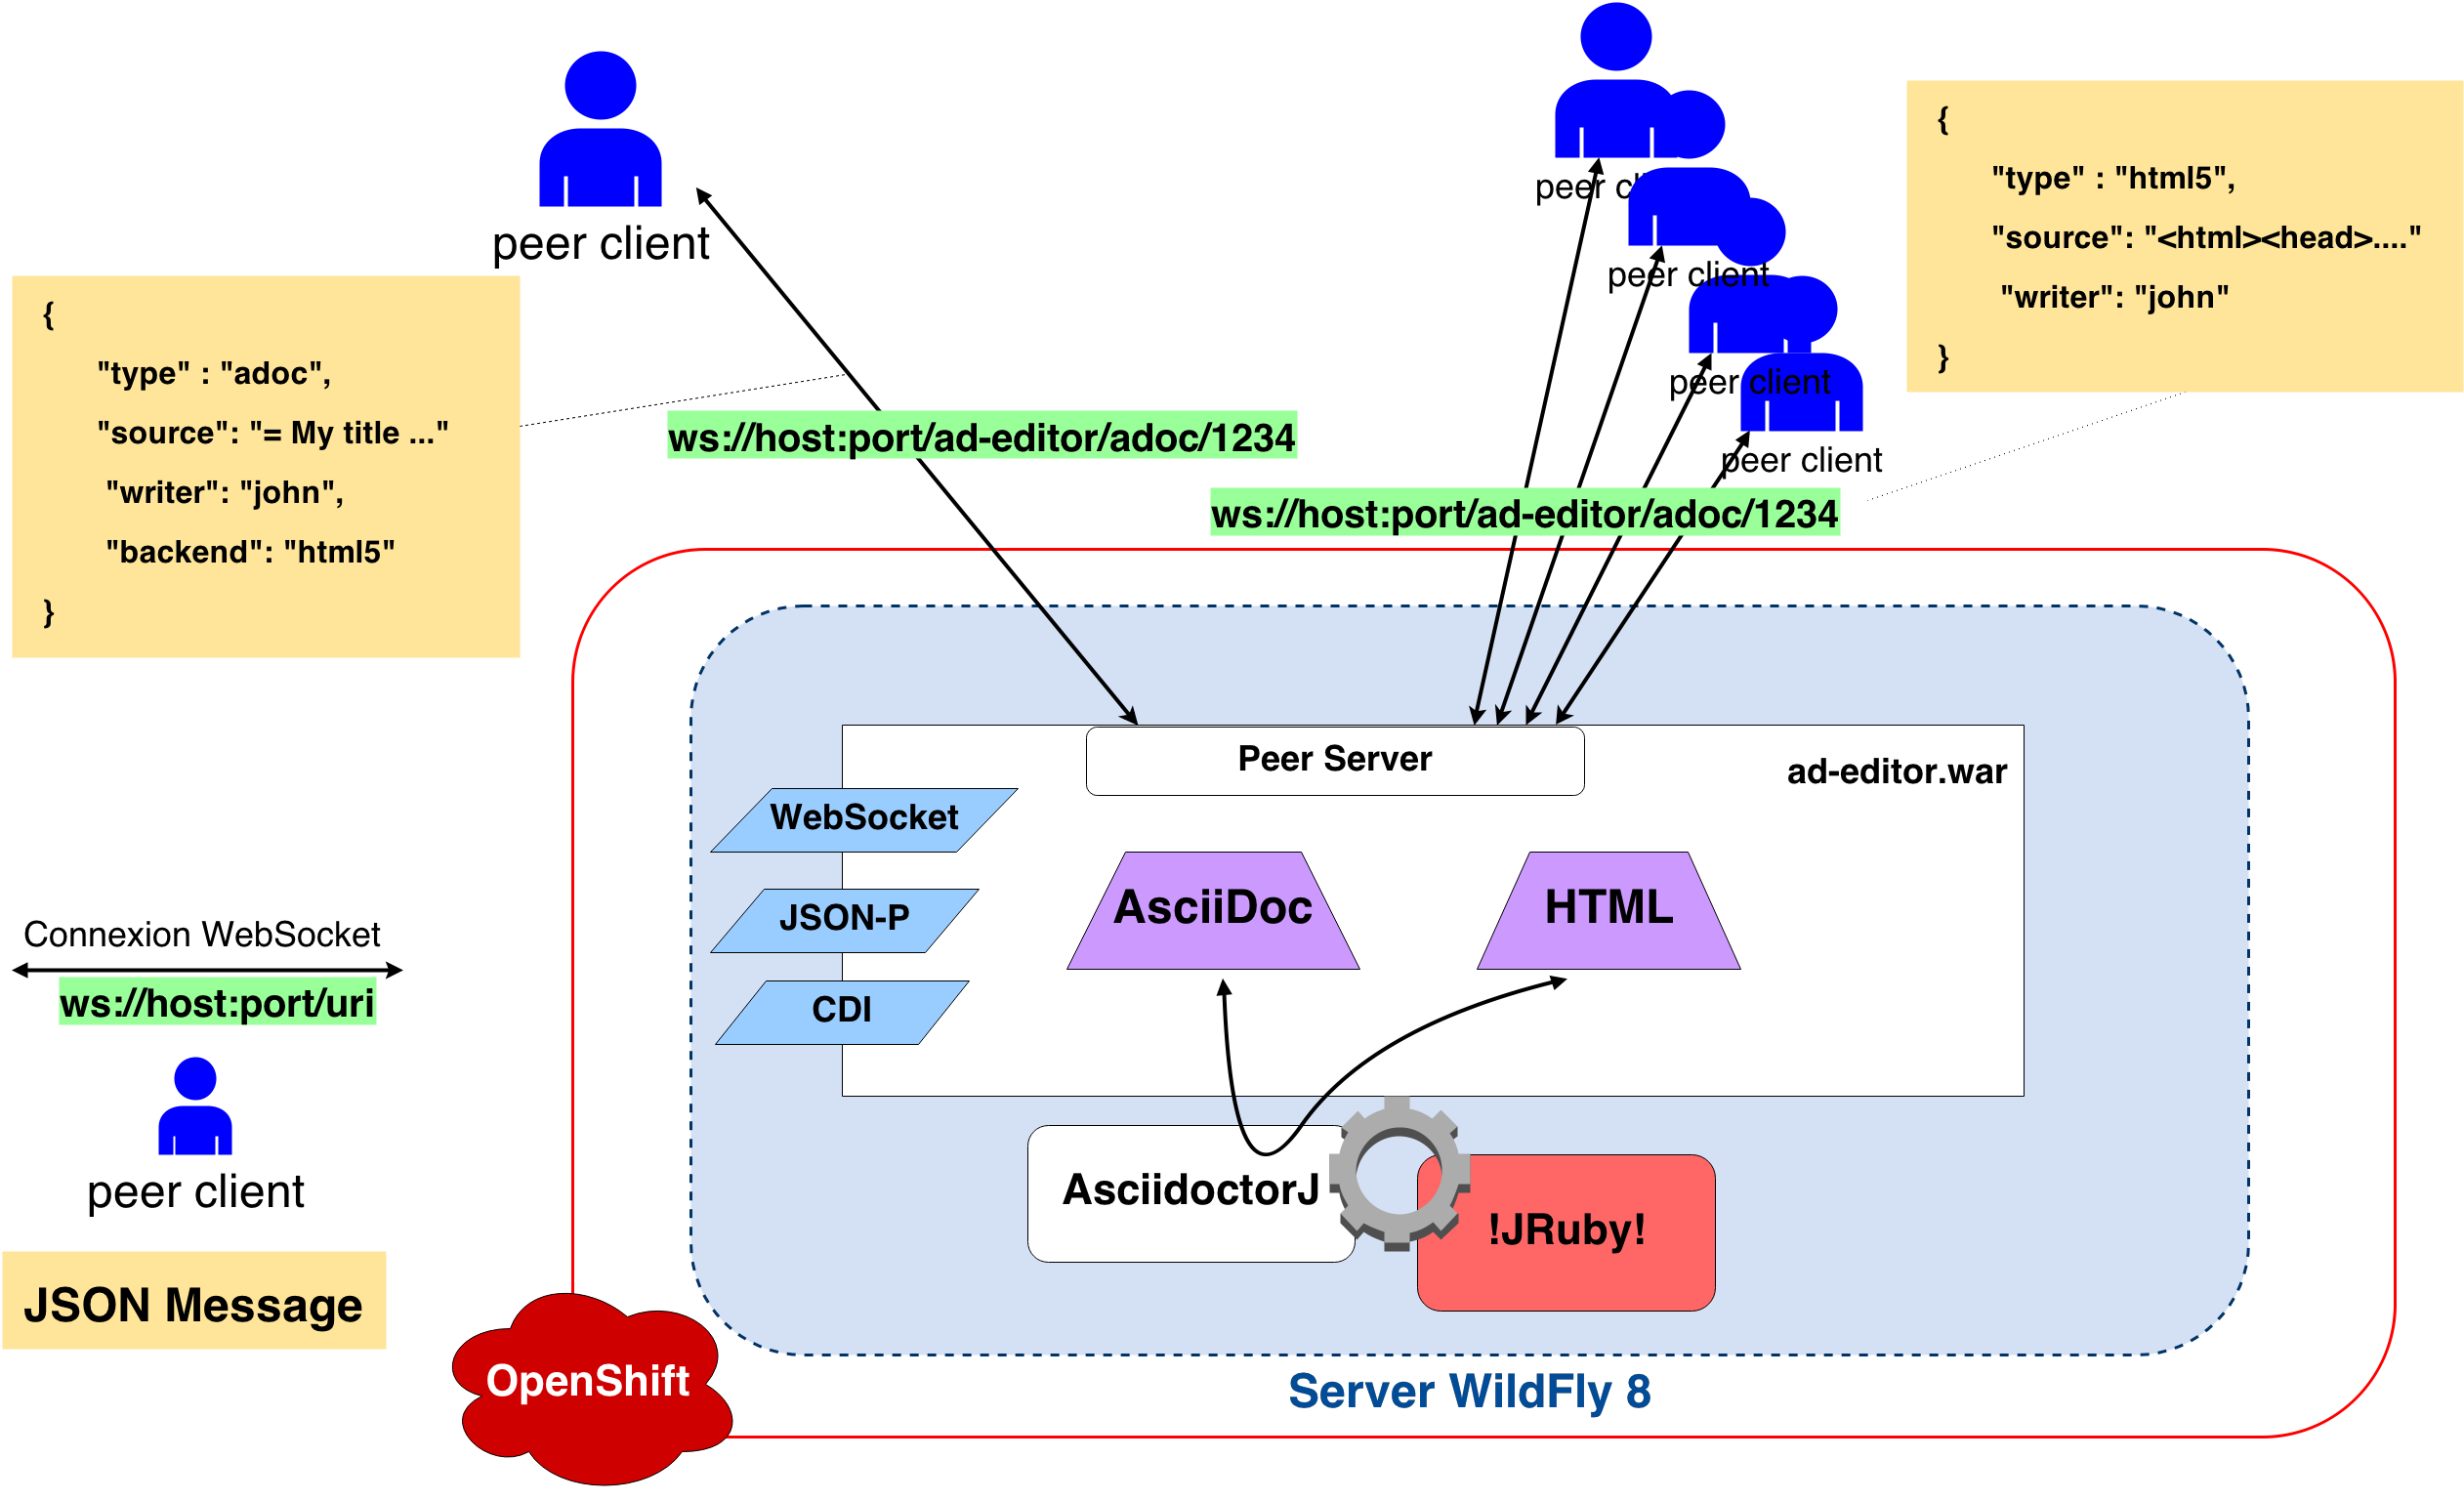 peer client
{
"type" : "adoc",
"source": "= My title ..."
"writer": "john",
"backend": "html5"
}
ws://host:port/ad-editor/adoc/1234
peer cli
peer client
peer client
peer client
{
"type" : "html5",
"source": "<html><head>...."
"writer": "john"
}
ws://host:port/ad-editor/adoc/1234
Peer Server
ad-editor.war
WebSocket
JSON-P
CDI
AsciiDoc
HTML
AsciidoctorJ
!JRuby!
Server WildFly 8
OpenShift
Connexion WebSocket
ws://host:port/uri
peer client
JSON Message